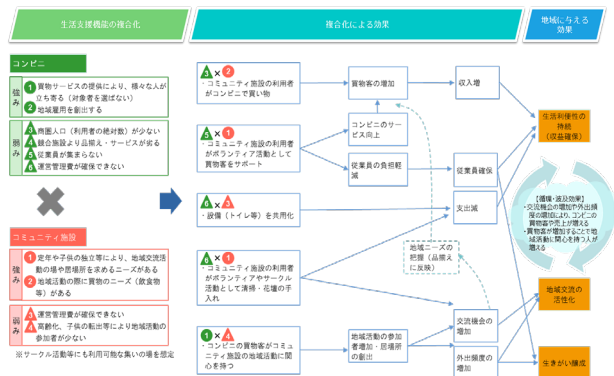 生活支援機能の複合化
複合化による効果
地域に与える
効果
コンビニ
強み
1 買物サービスの提供により、様々な人が
立ち寄る（対象者を選ばない）
2 地域雇用を創出する
弱み
3 商圏人口（利用者の絶対数）が少ない
4 競合施設より品揃え・サービスが劣る
5 従業員が集まらない
6 運営管理費が確保できない
コミュニティ施設
強み
1 定年や子供の独立等により、地域交流活
動の場や居場所を求めるニーズがある
2 地域活動の際に買物のニーズ（飲食物
等）がある
弱み
3 運営管理費が確保できない
4 高齢化、子供の転出等により地域活動の
参加者が少ない
※サークル活動等にも利用可能な集いの場を想定
3 × 2
・コミュニティ施設の利用者
がコンビニで買い物
5 × 1
・コミュニティ施設の利用者
がボランティア活動として
買物客をサポート
6 × 3
・設備（トイレ等）を共用化
6 × 1
・コミュニティ施設の利用者
がボランティアやサークル
活動として清掃・花壇の手
入れ
1 × 4
・コンビニの買物客がコミュ
ニティ施設の地域活動に関
心を持つ
買物客の増加
コンビニのサー
ビス向上
従業員の負担軽
減
地域ニーズの
把握（品揃え
に反映）
地域活動の参加
者増加・居場所
の創出
収入増
従業員確保
支出減
交流機会の
増加
外出頻度の
増加
生活利便性の
持続
（収益確保）
【循環・波及効果】
・交流機会の増加や外出頻
度の増加により、コンビニの
買物客や売上が増える
・買物客が増加することで地
域活動に関心を持つ人が
増える
地域交流の
活性化
生きがい醸成